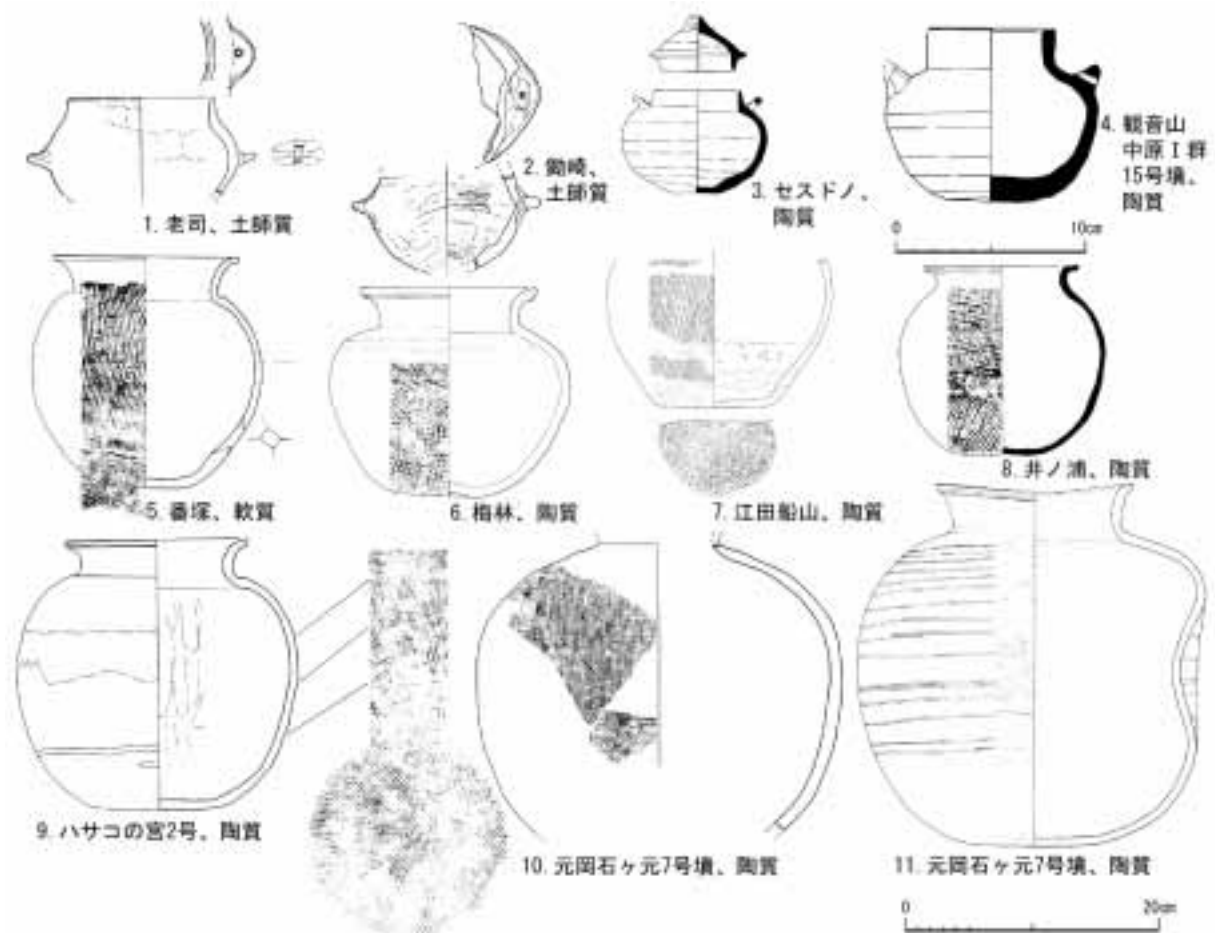 1. 老司、土師質
2. 鋤崎、
土師質
3. セスドノ、
陶質
4. 観音山
中原Ⅰ群
15号墳、
陶質
0 10㎝
5. 番塚、軟質
6. 梅林、陶質
7. 江田船山、陶質
8. 井ノ浦、陶質
9. ハサコの宮2号、陶質
10. 元岡石ヶ元7号墳、陶質
11. 元岡石ヶ元7号墳、陶質
0 20㎝